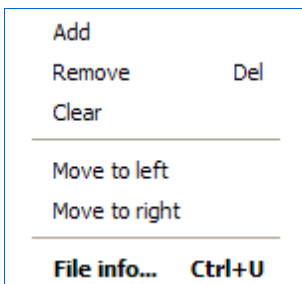 Add
Remove Del
Clear
Move to left
Move to right
File info... Ctrl+U